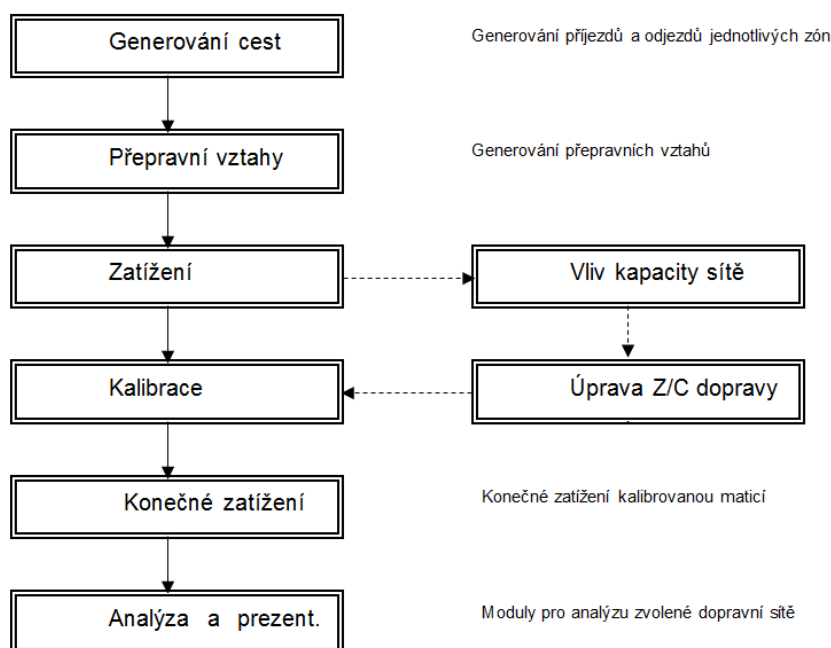 Generování cest
Generování příjezdů a odjezdů jednotlivých zón
Přepravní vztahy
Generování přepravních vztahů
Zatížení
Vliv kapacity sítě
Kalibrace
Úprava Z/C dopravy
Konečné zatížení
Konečné zatížení kalibrovanou maticí
Analýza a prezent.
Moduly pro analýzu zvolené dopravní sítě